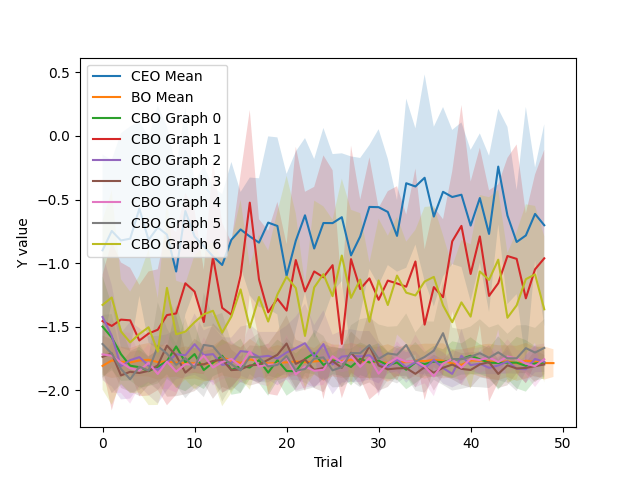 CEO Mean
BO Mean
CBO Graph 0
CBO Graph 1
CBO Graph 2
CBO Graph 3
CBO Graph 4
CBO Graph 5
CBO Graph 6
Y value
0.5
0.0
−0.5
−1.0
−1.5
−2.0
0 10 20 30 40 50
Trial